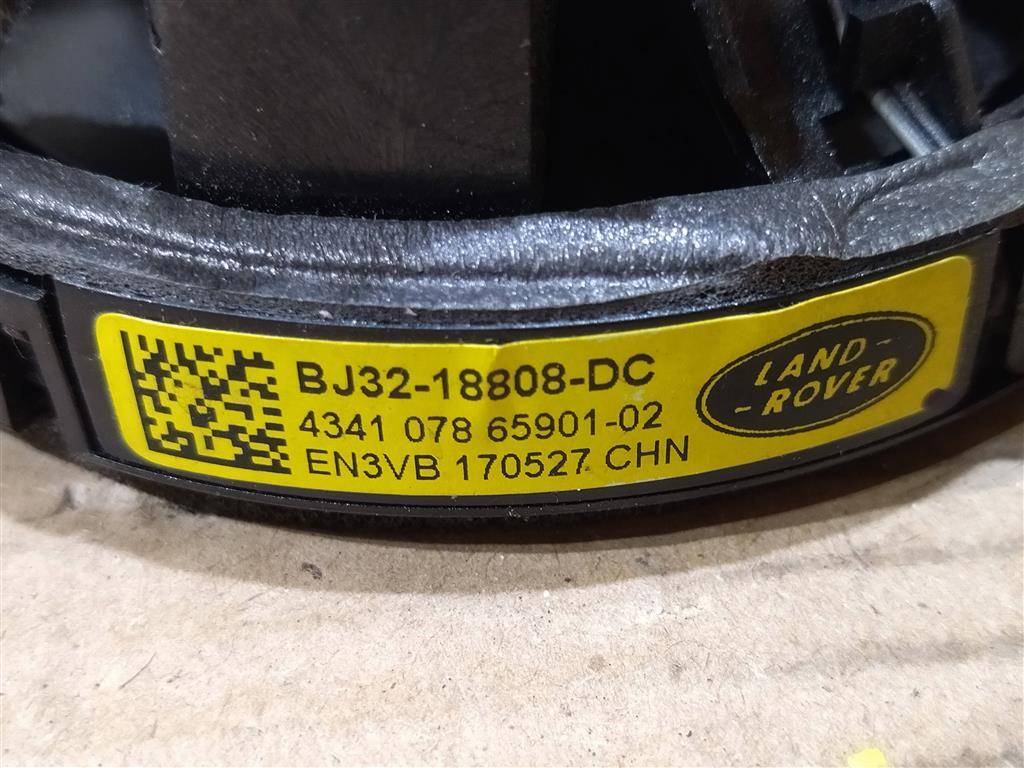 BJ32-18808-DC
4341 078 65901-02
EN3VB 170527 CHN
LAND-
-ROVER